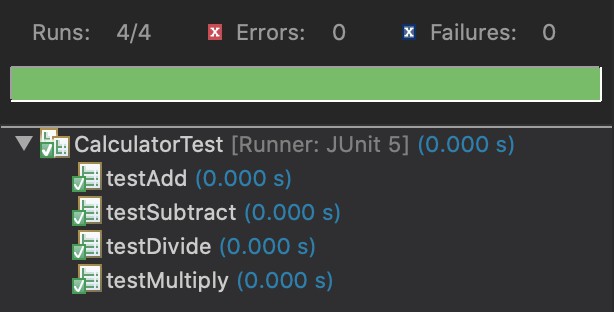 Runs: 4/4 Errors: 0 Failures: 0
CalculatorTest [Runner: JUnit 5] (0.000 s)
testAdd (0.000 s)
testSubtract (0.000 s)
testDivide (0.000 s)
testMultiply (0.000 s)